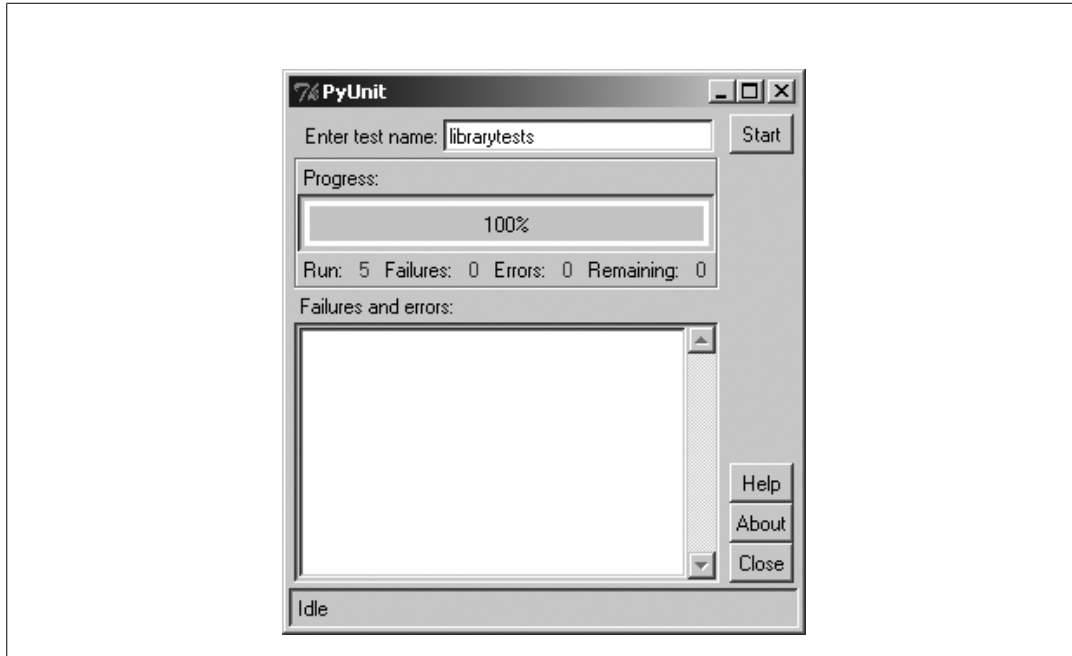 PyUnit
Enter test name: librarytests Start
Progress:
100%
Run: 5 Failures: 0 Errors: 0 Remaining: 0
Failures and errors:
Help
About
Close
Idle